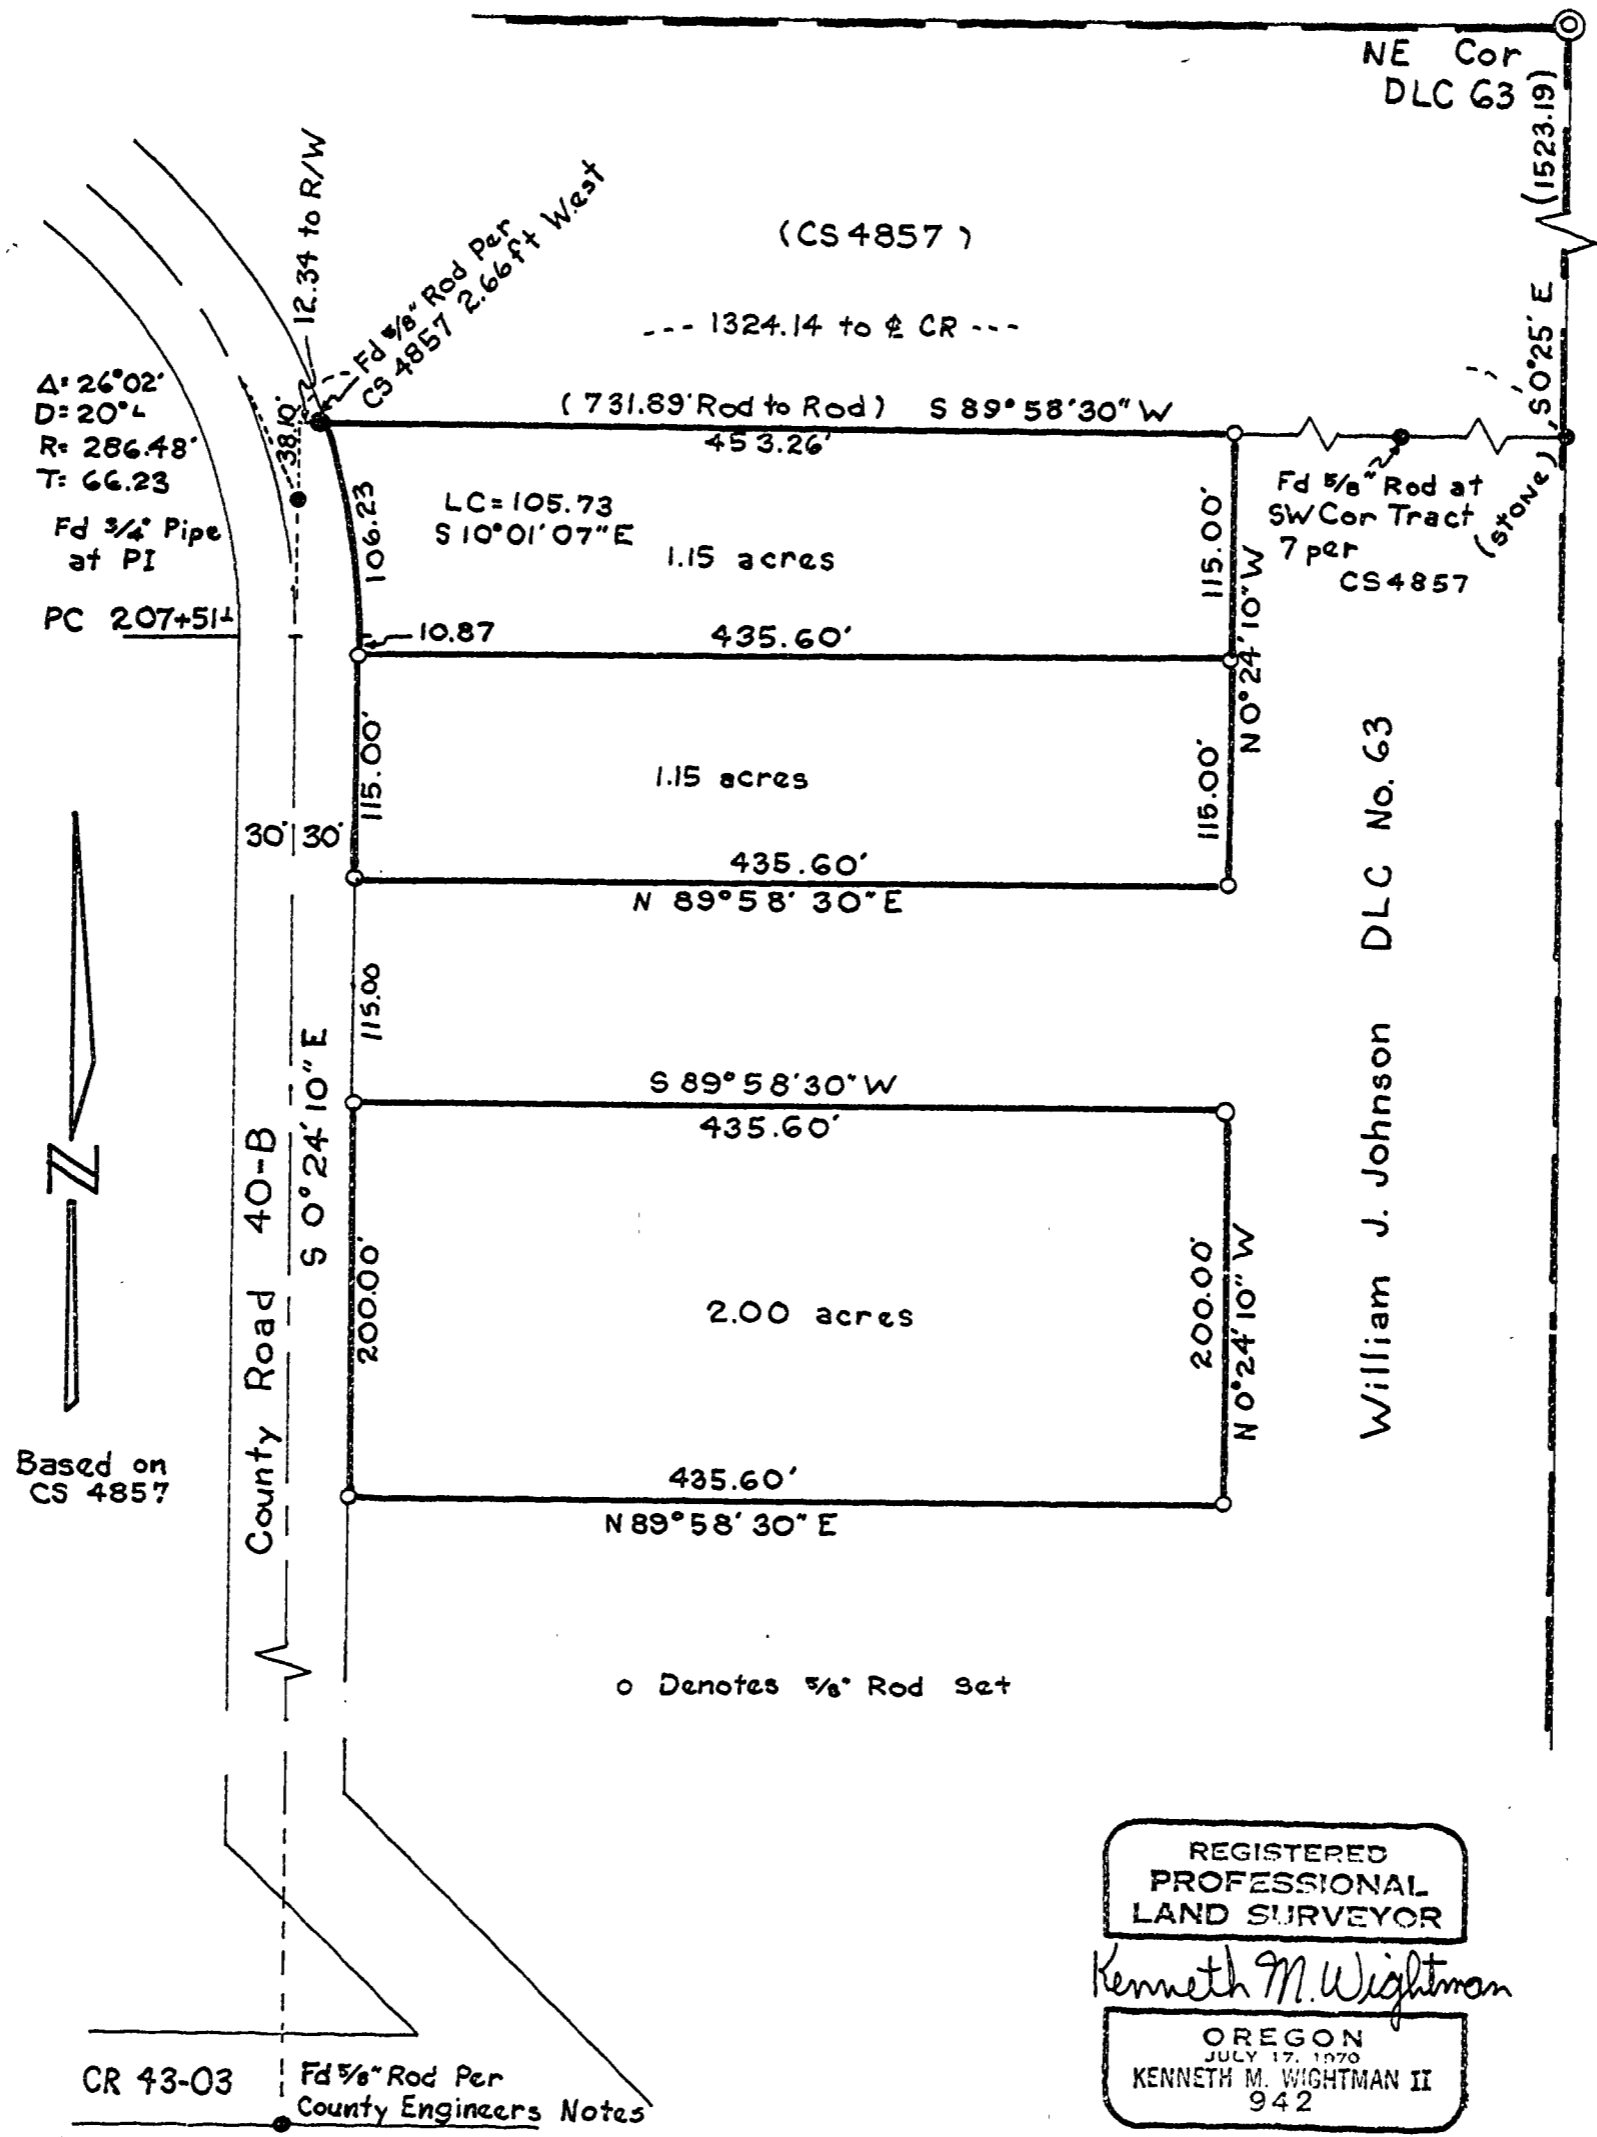 NE Cor
DLC 63
(1523.19)
12.34 to R/W
Fd 5/8" Rod Per
CS 4857 2.66 ft West
(CS 4857)
--- 1324.14 to ℄ CR ---
S 0°25' E
(stone)
Δ= 26°02'
D= 20° L
R= 286.48'
T= 66.23
Fd 3/4" Pipe
at PI
PC 207+51±
38.10'
(731.89' Rod to Rod) S 89°58'30" W
453.26'
106.23
LC = 105.73
S 10°01'07" E
1.15 acres
115.00'
N 0°24'10" W
Fd 5/8" Rod at
SW Cor Tract
7 per
CS 4857
10.87
435.60'
115.00'
1.15 acres
115.00'
30' 30'
435.60'
N 89°58'30" E
115.00
S 89°58'30" W
435.60'
County Road 40-B
S 0°24'10" E
200.00'
2.00 acres
200.00'
N 0°24'10" W
William J. Johnson DLC No. 63
435.60'
N 89°58'30" E
N
Based on
CS 4857
o Denotes 5/8" Rod Set
CR 43-03
Fd 5/8" Rod Per
County Engineers Notes
REGISTERED
PROFESSIONAL
LAND SURVEYOR
Kenneth M. Wightman
OREGON
JULY 17, 1970
KENNETH M. WIGHTMAN II
942